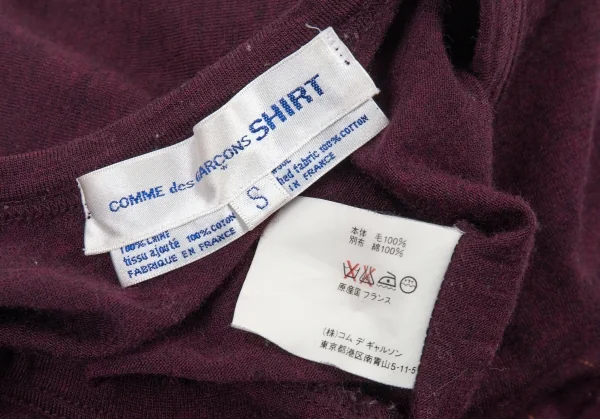 COMME des GARÇONS SHIRT
S
100% LAINE
tissu ajouté 100% COTON
FABRIQUE EN FRANCE
WOOL
hed fabric 100% COTTON
IN FRANCE
本体 毛100%
別布 綿100%
原産国 フランス
(株)コム デ ギャルソン
東京都港区南青山5-11-5